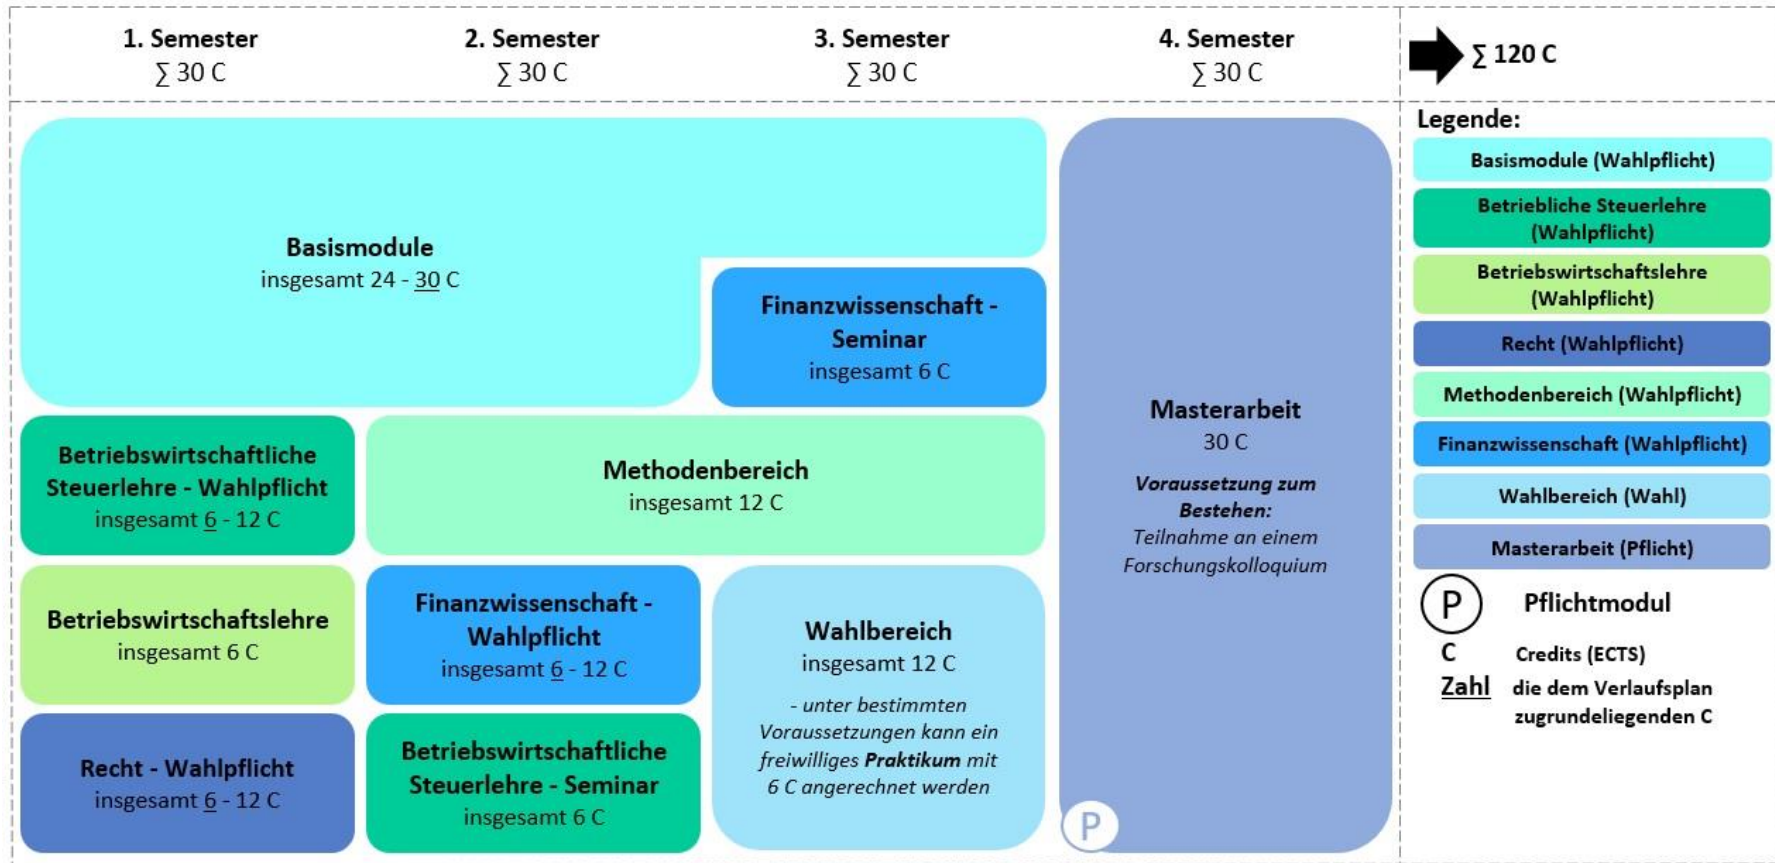 1. Semester
∑ 30 C
2. Semester
∑ 30 C
3. Semester
∑ 30 C
4. Semester
∑ 30 C
∑ 120 C
Basismodule
insgesamt 24 - 30 C
Finanzwissenschaft -
Seminar
insgesamt 6 C
Betriebswirtschaftliche
Steuerlehre - Wahlpflicht
insgesamt 6 - 12 C
Methodenbereich
insgesamt 12 C
Betriebswirtschaftslehre
insgesamt 6 C
Finanzwissenschaft -
Wahlpflicht
insgesamt 6 - 12 C
Wahlbereich
insgesamt 12 C
- unter bestimmten
Voraussetzungen kann ein
freiwilliges Praktikum mit
6 C angerechnet werden
Recht - Wahlpflicht
insgesamt 6 - 12 C
Betriebswirtschaftliche
Steuerlehre - Seminar
insgesamt 6 C
Masterarbeit
30 C
Voraussetzung zum
Bestehen:
Teilnahme an einem
Forschungskolloquium
P
Legende:
Basismodule (Wahlpflicht)
Betriebliche Steuerlehre
(Wahlpflicht)
Betriebswirtschaftslehre
(Wahlpflicht)
Recht (Wahlpflicht)
Methodenbereich (Wahlpflicht)
Finanzwissenschaft (Wahlpflicht)
Wahlbereich (Wahl)
Masterarbeit (Pflicht)
P Pflichtmodul
C Credits (ECTS)
Zahl die dem Verlaufsplan
zugrundeliegenden C